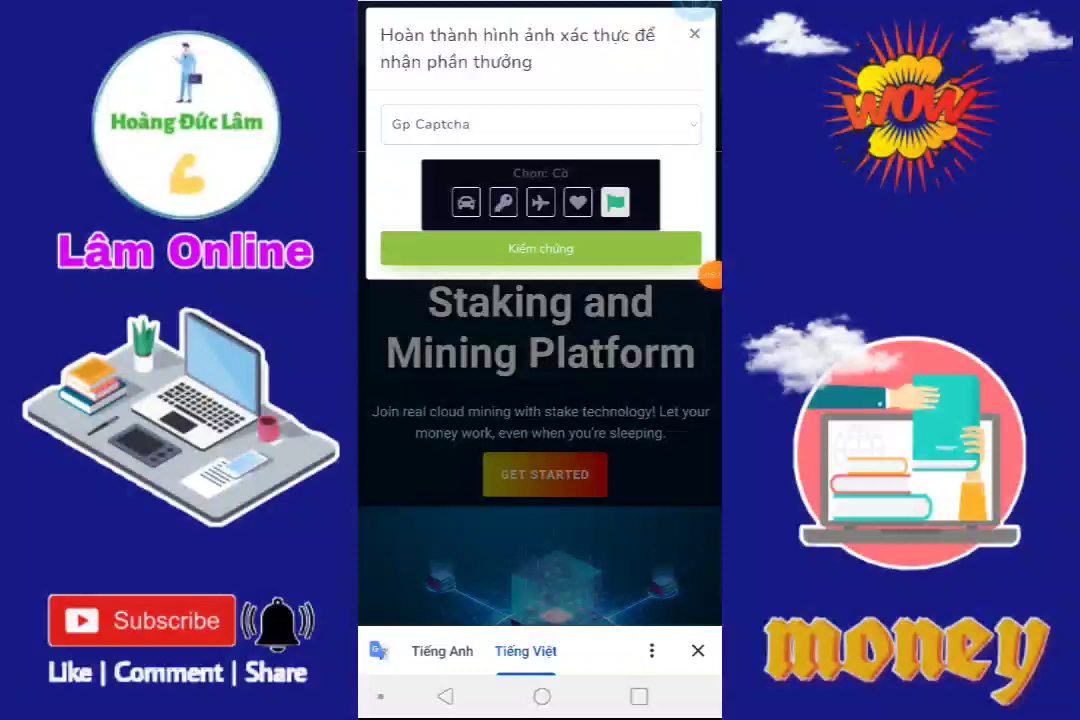 Hoàng Đức Lâm
Lâm Online
Subscribe
Like | Comment | Share
Hoàn thành hình ảnh xác thực để
nhận phần thưởng
Gp Captcha
Chọn: Cờ
Kiểm chứng
Staking and
Mining Platform
Join real cloud mining with stake technology! Let your
money work, even when you're sleeping.
GET STARTED
Tiếng Anh
Tiếng Việt
WOW
money